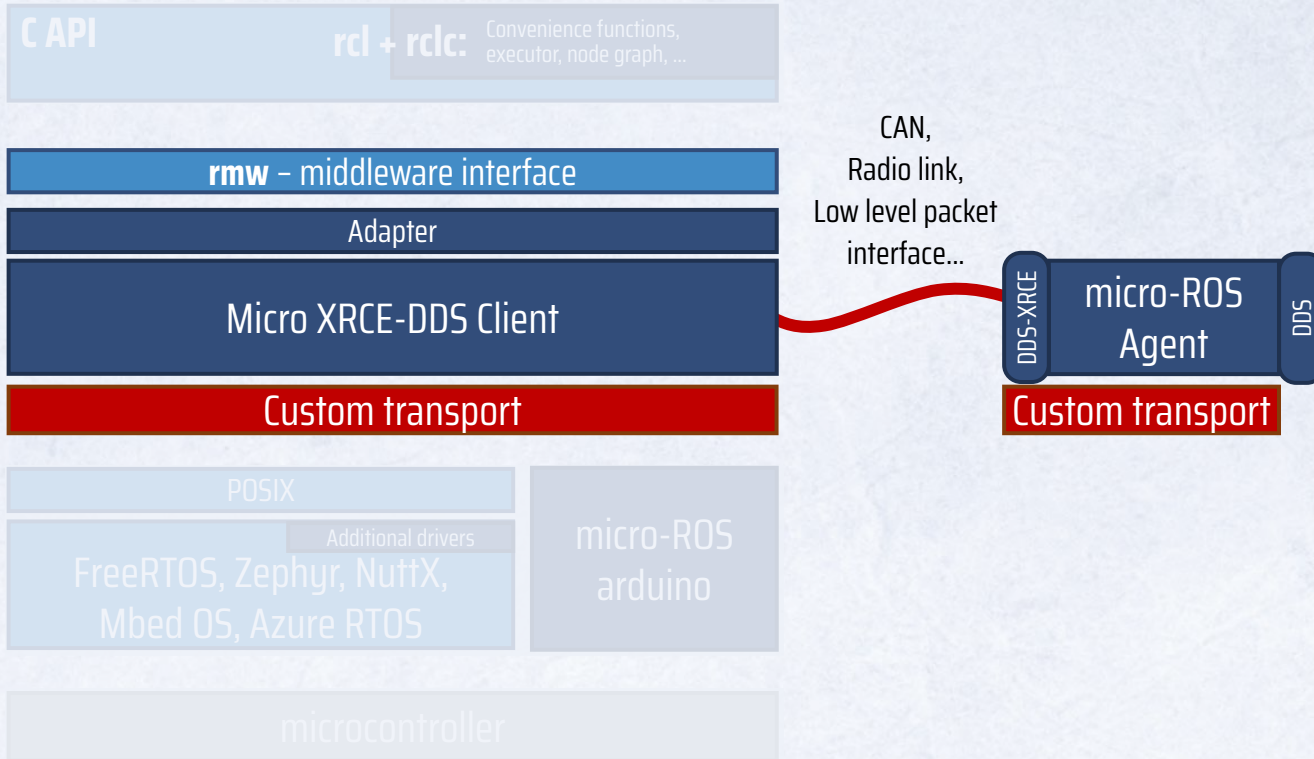 C API
rcl + rclc: Convenience functions,
executor, node graph, ...
rmw – middleware interface
Adapter
Micro XRCE-DDS Client
Custom transport
CAN,
Radio link,
Low level packet
interface...
DDS-XRCE
micro-ROS
Agent
DDS
Custom transport
POSIX
Additional drivers
FreeRTOS, Zephyr, NuttX,
Mbed OS, Azure RTOS
micro-ROS
arduino
microcontroller